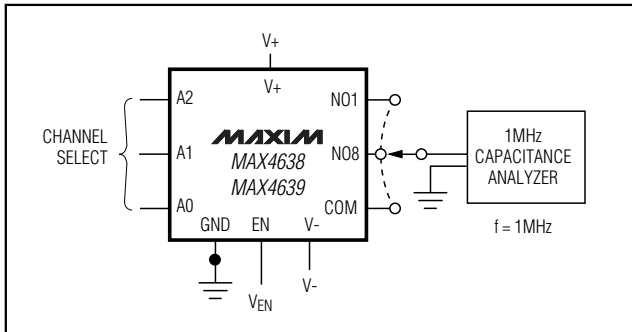 V+
V+
A2
NO1
CHANNEL
SELECT
A1
MAXIM
MAX4638
MAX4639
NO8
1MHz
CAPACITANCE
ANALYZER
A0
COM
GND
EN
V-
f = 1MHz
VEN
V-